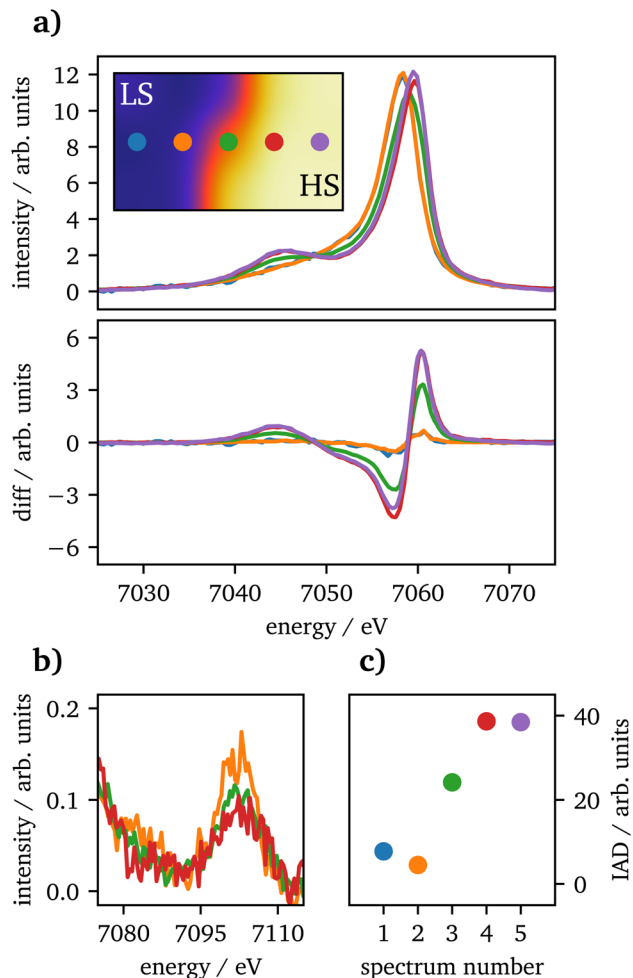 a)
intensity / arb. units
12
10
8
6
4
2
0
LS
HS
diff / arb. units
6
3
0
−3
−6
7030 7040 7050 7060 7070
energy / eV
b)
intensity / arb. units
0.2
0.1
0.0
7080 7095 7110
energy / eV
c)
40
20
0
IAD / arb. units
1 2 3 4 5
spectrum number